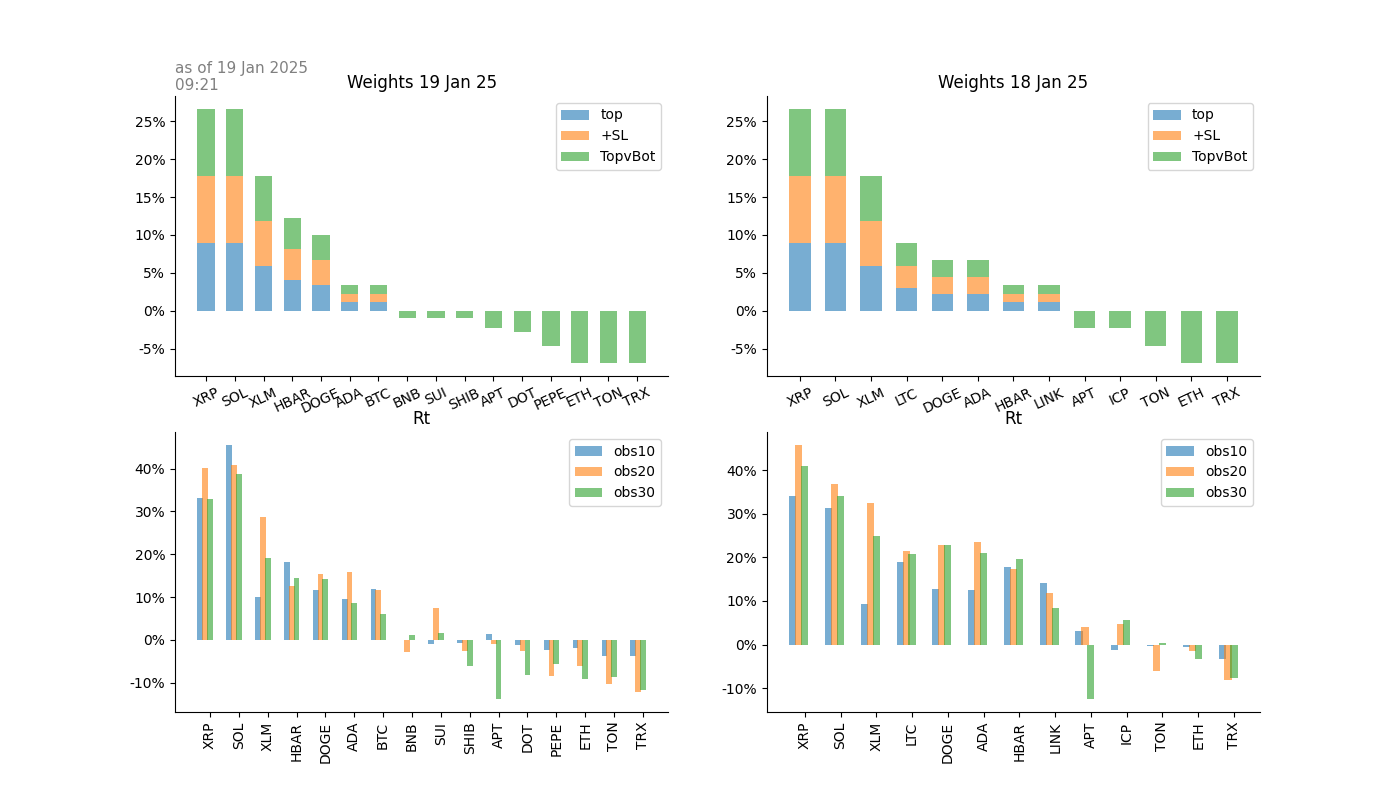 as of 19 Jan 2025
09:21
Weights 19 Jan 25
25%
20%
15%
10%
5%
0%
-5%
top
+SL
TopvBot
XRP SOL XLM HBAR DOGE ADA BTC BNB SUI SHIB APT DOT PEPE ETH TON TRX
Weights 18 Jan 25
25%
20%
15%
10%
5%
0%
-5%
top
+SL
TopvBot
XRP SOL XLM LTC DOGE ADA HBAR LINK APT ICP TON ETH TRX
Rt
40%
30%
20%
10%
0%
-10%
obs10
obs20
obs30
XRP SOL XLM HBAR DOGE ADA BTC BNB SUI SHIB APT DOT PEPE ETH TON TRX
Rt
40%
30%
20%
10%
0%
-10%
obs10
obs20
obs30
XRP SOL XLM LTC DOGE ADA HBAR LINK APT ICP TON ETH TRX